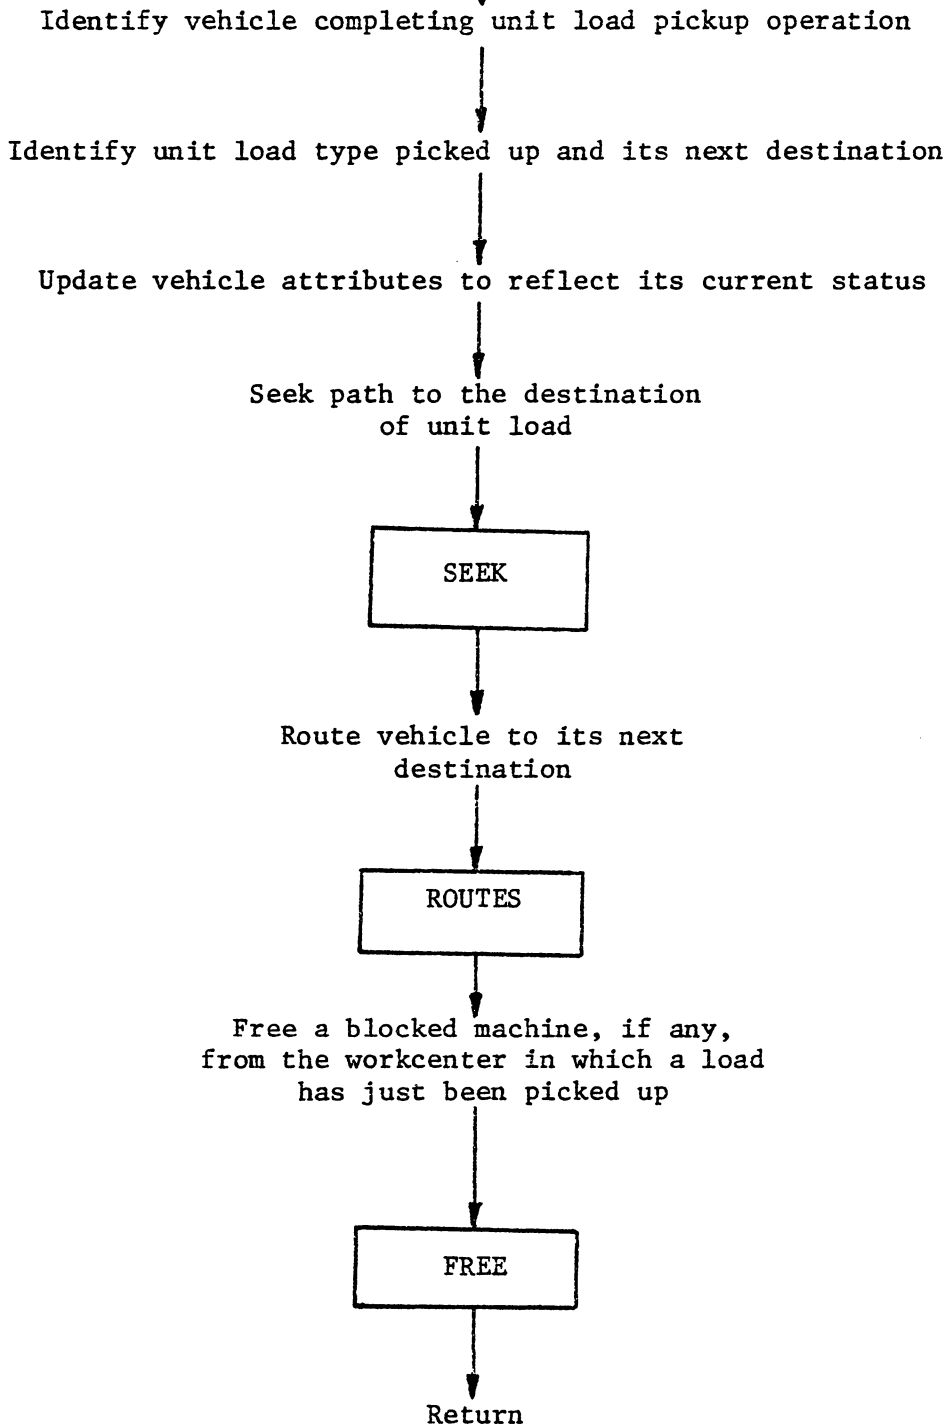 Identify vehicle completing unit load pickup operation
Identify unit load type picked up and its next destination
Update vehicle attributes to reflect its current status
Seek path to the destination
of unit load
SEEK
Route vehicle to its next
destination
ROUTES
Free a blocked machine, if any,
from the workcenter in which a load
has just been picked up
FREE
Return